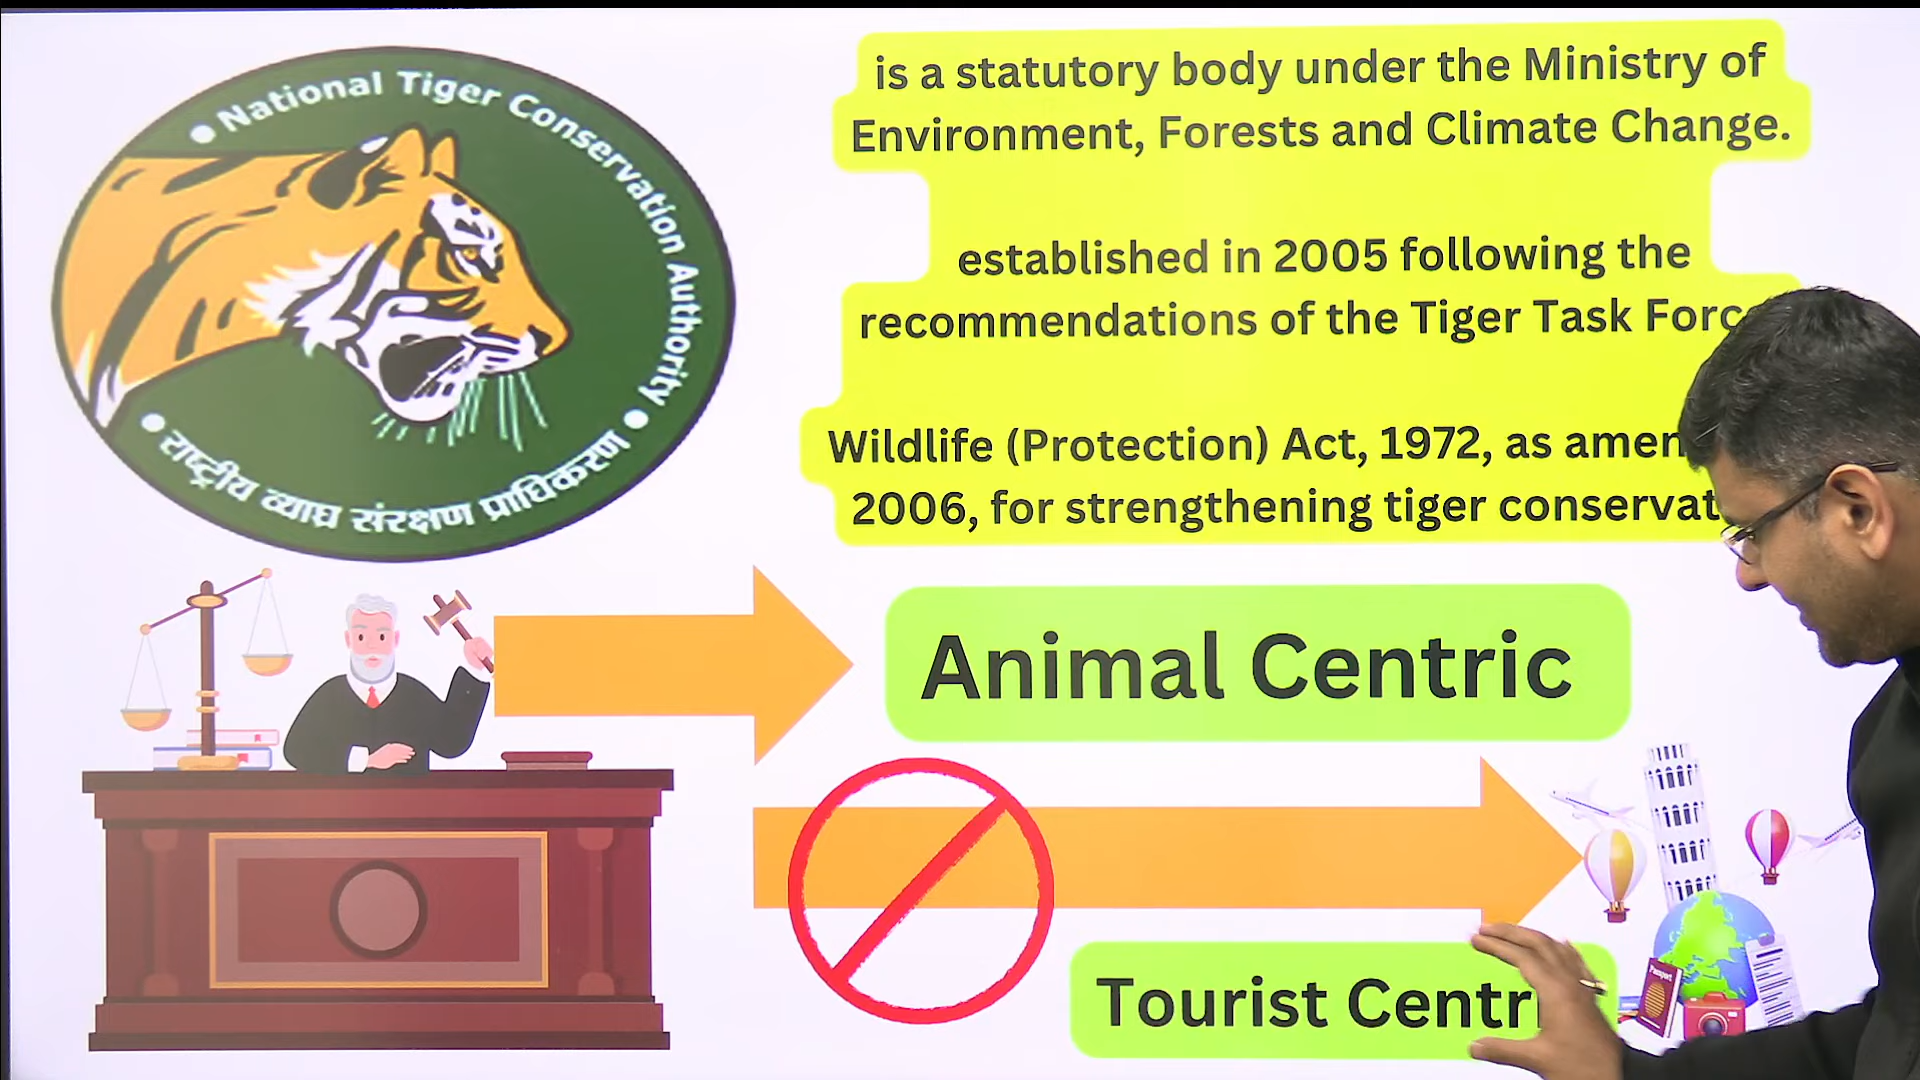 National Tiger Conservation Authority
राष्ट्रीय व्याघ्र संरक्षण प्राधिकरण
is a statutory body under the Ministry of
Environment, Forests and Climate Change.
established in 2005 following the
recommendations of the Tiger Task
Wildlife (Protection) Act, 1972, as
2006, for strengthening tiger
Animal Centric
Tourist
Passport